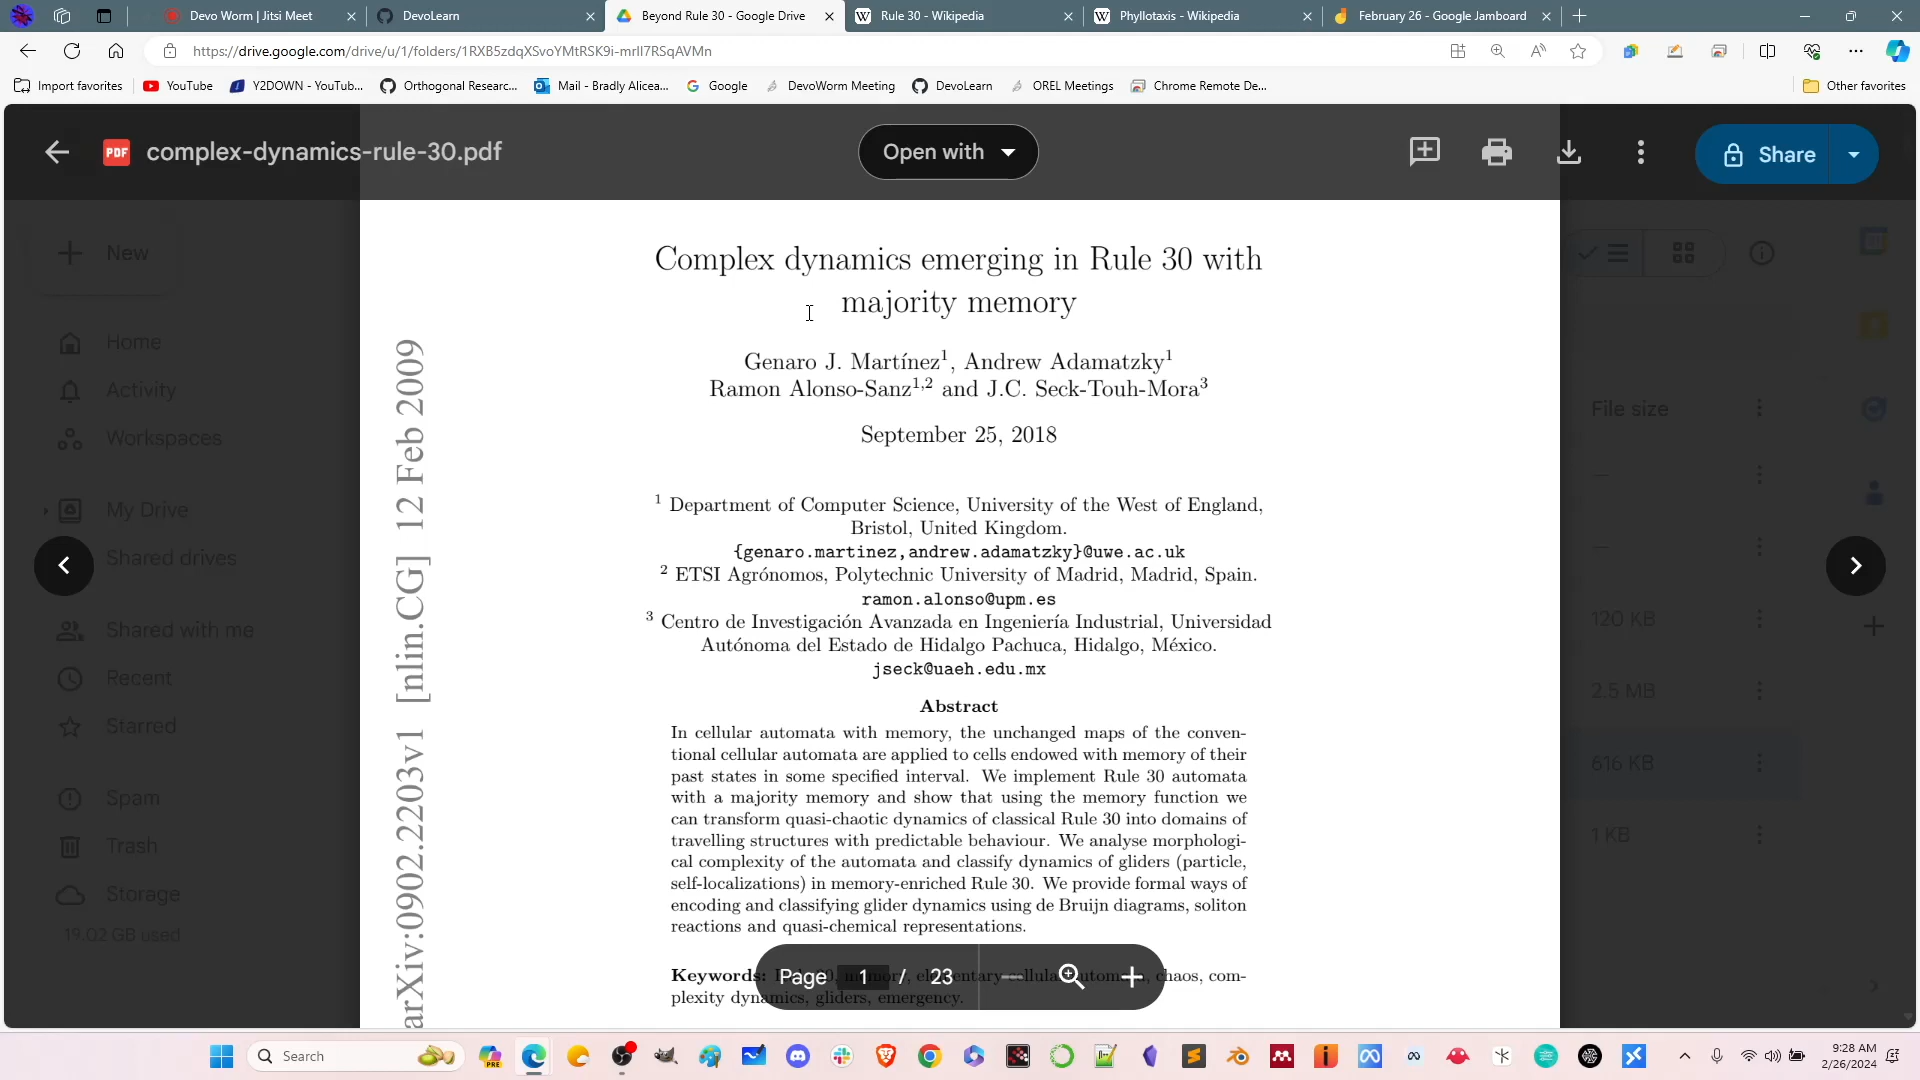 Devo Worm | Jitsi Meet
DevoLearn
Beyond Rule 30 - Google Drive
Rule 30 - Wikipedia
Phyllotaxis - Wikipedia
February 26 - Google Jamboard
https://drive.google.com/drive/u/1/folders/1RXB5zdqXSvoYMtRSK9i-mrlI7RSqAVMn
Import favorites
YouTube
Y2DOWN - YouTub...
Orthogonal Researc...
Mail - Bradly Alicea...
Google
DevoWorm Meeting
DevoLearn
OREL Meetings
Chrome Remote De...
Other favorites
PDF complex-dynamics-rule-30.pdf
Open with
Share
New
Home
Activity
Workspaces
My Drive
Shared drives
Shared with me
Recent
Starred
Spam
Trash
Storage
19.02 GB used
arXiv:0902.2203v1 [nlin.CG] 12 Feb 2009
Complex dynamics emerging in Rule 30 with
majority memory
Genaro J. Martínez1, Andrew Adamatzky1
Ramon Alonso-Sanz1,2 and J.C. Seck-Touh-Mora3
September 25, 2018
1 Department of Computer Science, University of the West of England,
Bristol, United Kingdom.
{genaro.martinez,andrew.adamatzky}@uwe.ac.uk
2 ETSI Agrónomos, Polytechnic University of Madrid, Madrid, Spain.
ramon.alonso@upm.es
3 Centro de Investigación Avanzada en Ingeniería Industrial, Universidad
Autónoma del Estado de Hidalgo Pachuca, Hidalgo, México.
jseck@uaeh.edu.mx
Abstract
In cellular automata with memory, the unchanged maps of the conven-
tional cellular automata are applied to cells endowed with memory of their
past states in some specified interval. We implement Rule 30 automata
with a majority memory and show that using the memory function we
can transform quasi-chaotic dynamics of classical Rule 30 into domains of
travelling structures with predictable behaviour. We analyse morphologi-
cal complexity of the automata and classify dynamics of gliders (particle,
self-localizations) in memory-enriched Rule 30. We provide formal ways of
encoding and classifying glider dynamics using de Bruijn diagrams, soliton
reactions and quasi-chemical representations.
Keywords: chaos, com-
plexity dynamics, gliders, emergency.
Page 1 / 23
File size
120 KB
2.5 MB
616 KB
1 KB
Search
PRE
9:28 AM
2/26/2024